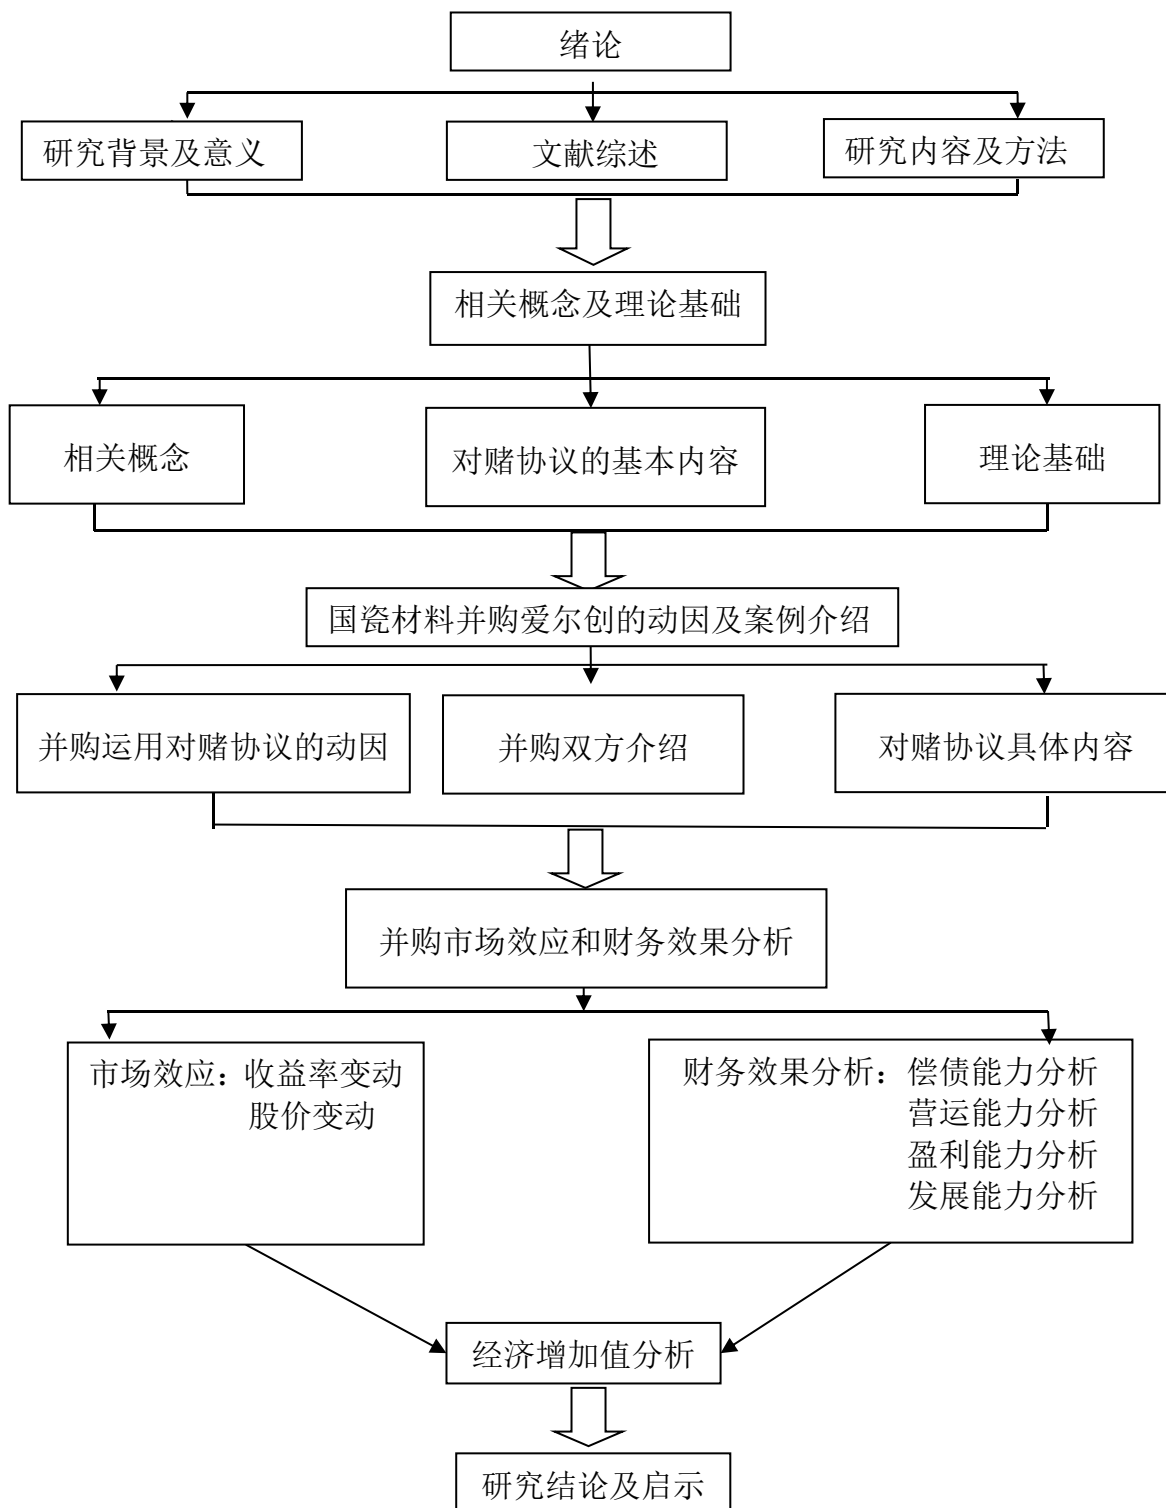 绪论
研究背景及意义
文献综述
研究内容及方法
相关概念及理论基础
相关概念
对赌协议的基本内容
理论基础
国瓷材料并购爱尔创的动因及案例介绍
并购运用对赌协议的动因
并购双方介绍
对赌协议具体内容
并购市场效应和财务效果分析
市场效应：收益率变动
股价变动
财务效果分析：偿债能力分析
营运能力分析
盈利能力分析
发展能力分析
经济增加值分析
研究结论及启示